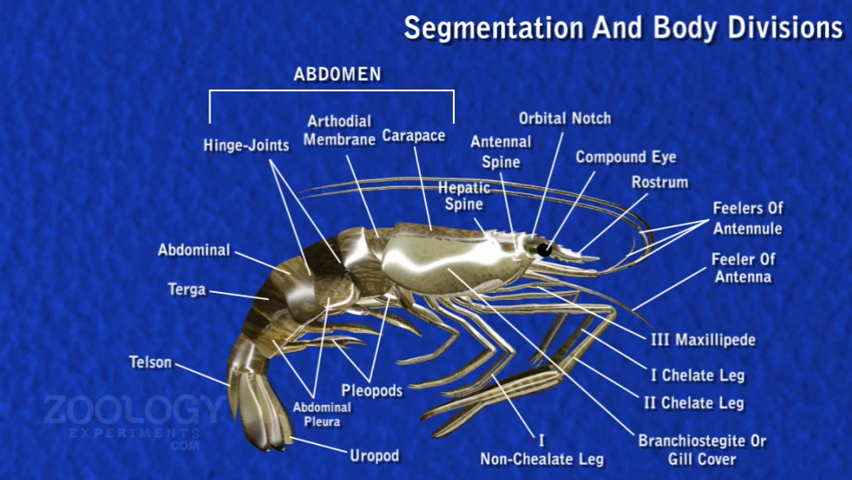 Segmentation And Body Divisions
ABDOMEN
Orbital Notch
Arthodial
Membrane
Carapace
Hinge-Joints
Antennal
Spine
Compound Eye
Rostrum
Hepatic
Spine
Feelers Of
Antennule
Abdominal
Feeler Of
Antenna
Terga
III Maxillipede
Telson
I Chelate Leg
Pleopods
II Chelate Leg
Abdominal
Pleura
ZOOLOGY
EXPERIMENTS
.COM
I
Non-Chealate Leg
Branchiostegite Or
Gill Cover
Uropod